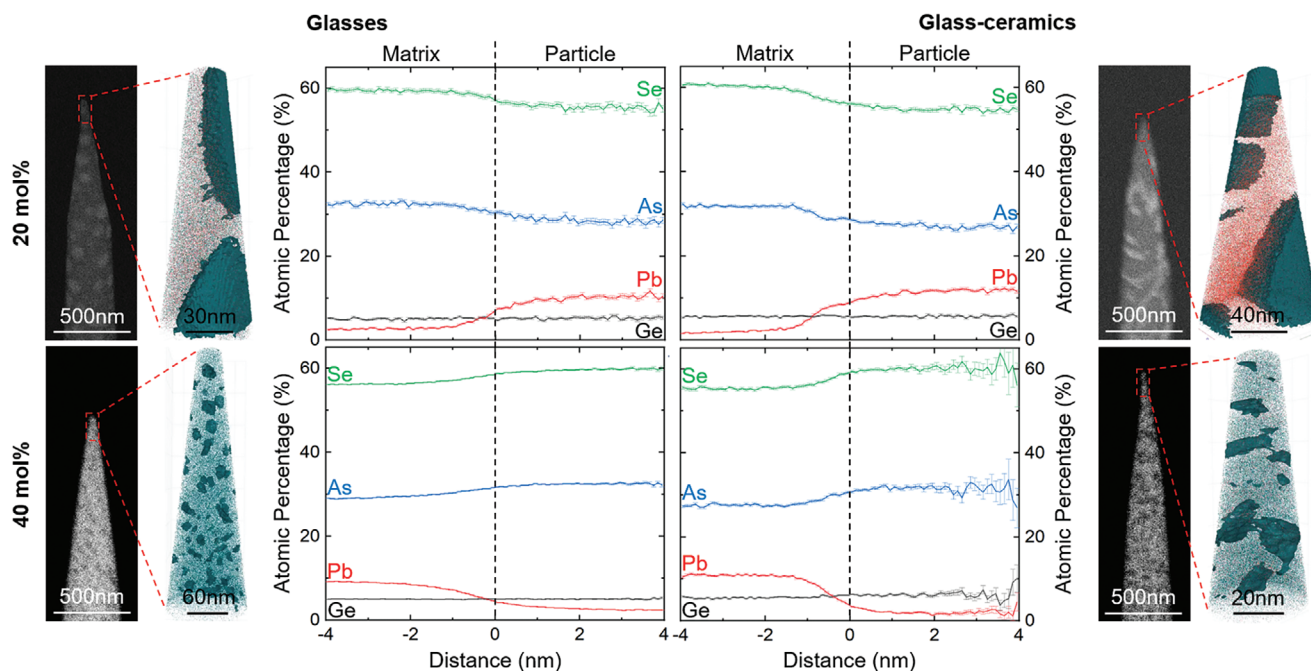 Glasses
Glass-ceramics
Matrix
Particle
Matrix
Particle
20 mol%
500nm
30nm
Atomic Percentage (%)
60
40
20
0
Se
As
Pb
Ge
Se
As
Pb
Ge
60
40
20
0
Atomic Percentage (%)
500nm
40nm
40 mol%
500nm
60nm
Atomic Percentage (%)
60
40
20
0
Se
As
Pb
Ge
Se
As
Pb
Ge
60
40
20
0
Atomic Percentage (%)
500nm
20nm
-4 -2 0 2 4
-4 -2 0 2 4
Distance (nm)
Distance (nm)